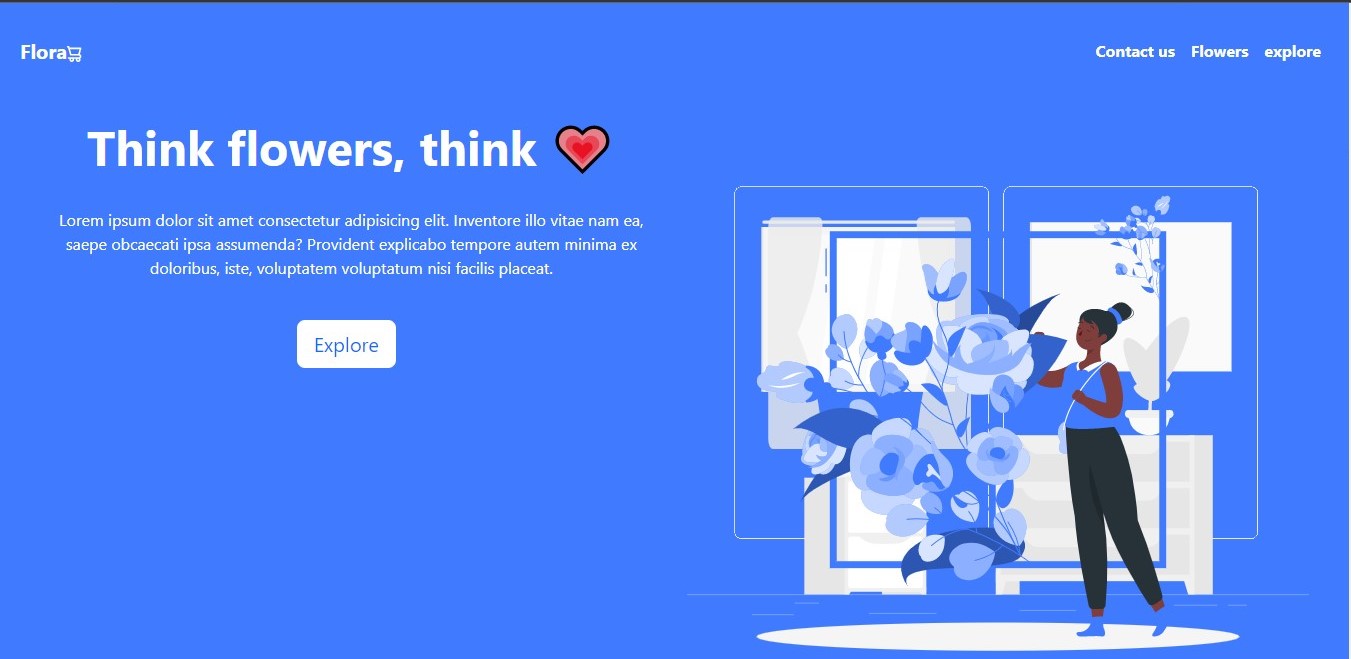 Flora
Contact us Flowers explore
Think flowers, think
Lorem ipsum dolor sit amet consectetur adipisicing elit. Inventore illo vitae nam ea,
saepe obcaecati ipsa assumenda? Provident explicabo tempore autem minima ex
doloribus, iste, voluptatem voluptatum nisi facilis placeat.
Explore